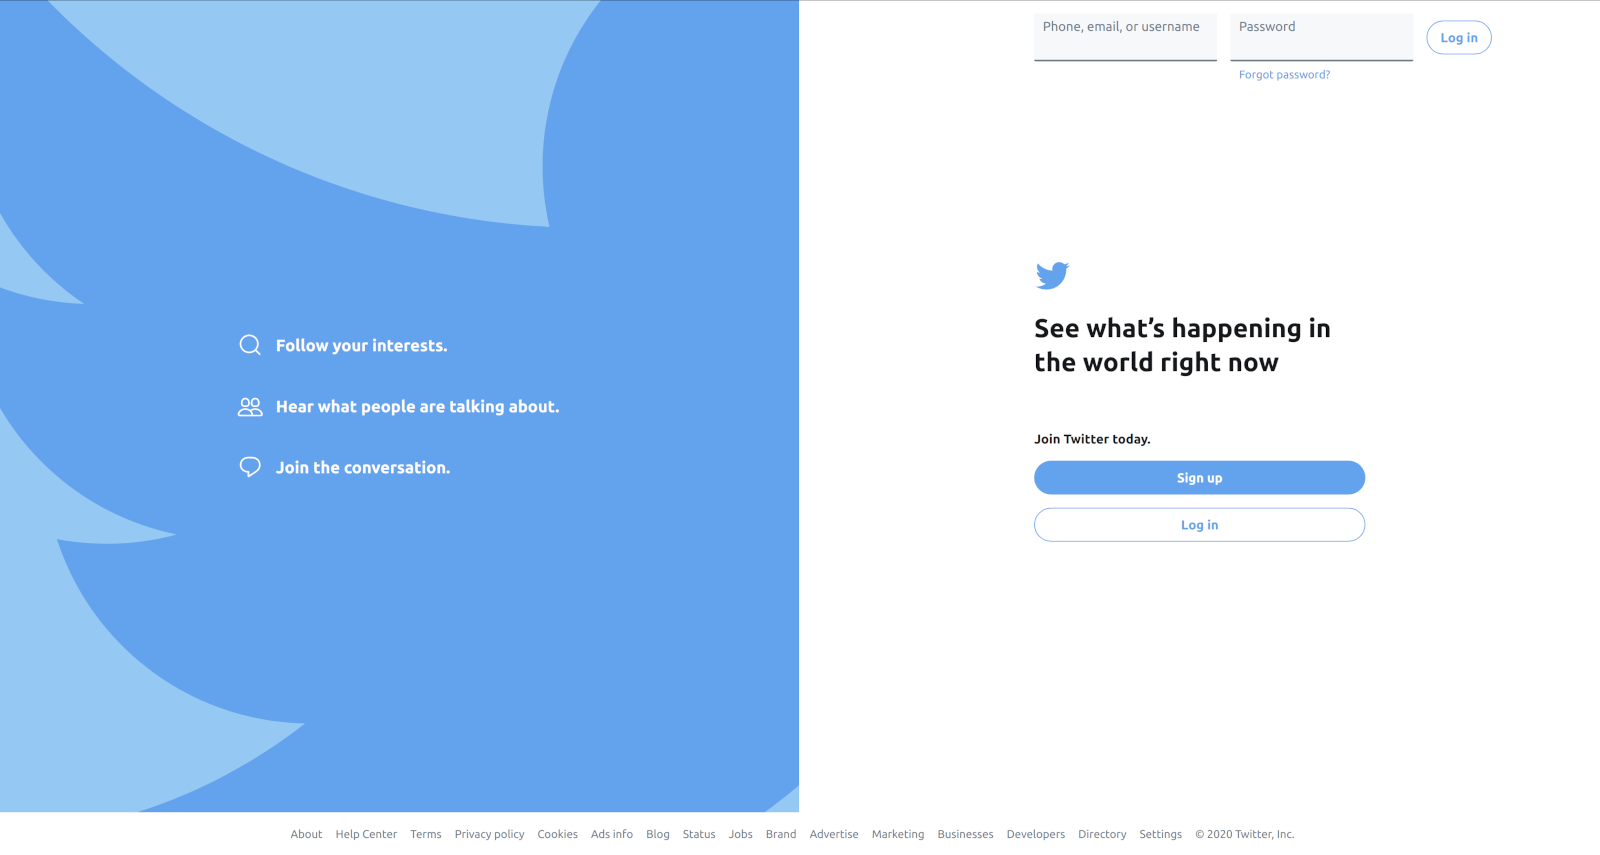 Phone, email, or username
Password
Log in
Forgot password?
Follow your interests.
Hear what people are talking about.
Join the conversation.
See what’s happening in
the world right now
Join Twitter today.
Sign up
Log in
About Help Center Terms Privacy policy Cookies Ads info Blog Status Jobs Brand Advertise Marketing Businesses Developers Directory Settings © 2020 Twitter, Inc.